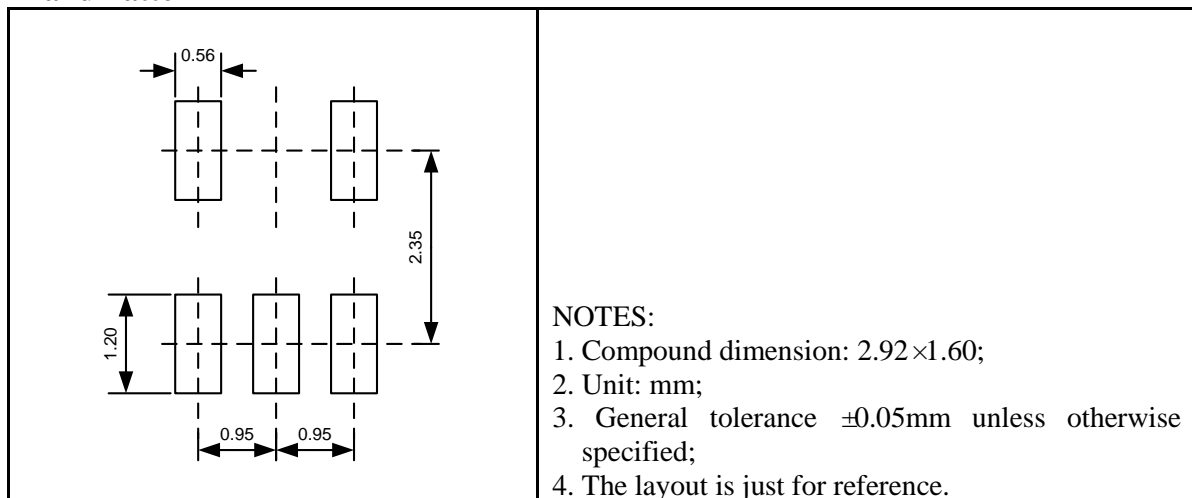 0.56
2.35
1.20
0.95 0.95
NOTES:
1. Compound dimension: 2.92×1.60;
2. Unit: mm;
3. General tolerance ±0.05mm unless otherwise
specified;
4. The layout is just for reference.